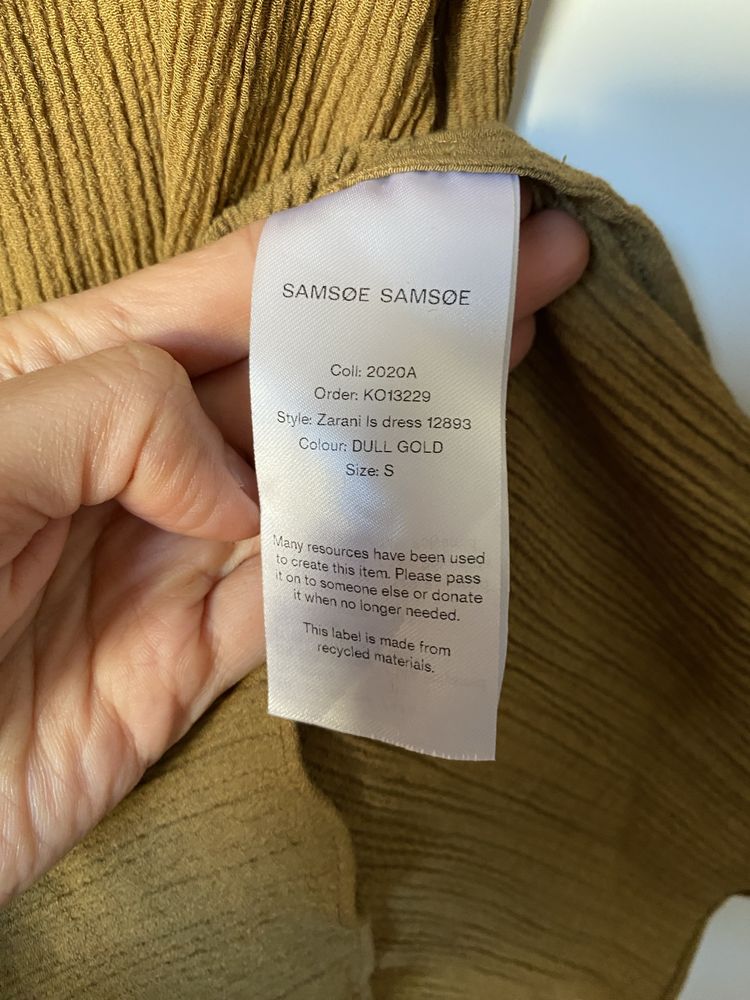 SAMSØE SAMSØE
Coll: 2020A
Order: KO13229
Style: Zarani ls dress 12893
Colour: DULL GOLD
Size: S
Many resources have been used
to create this item. Please pass
it on to someone else or donate
it when no longer needed.
This label is made from
recycled materials.